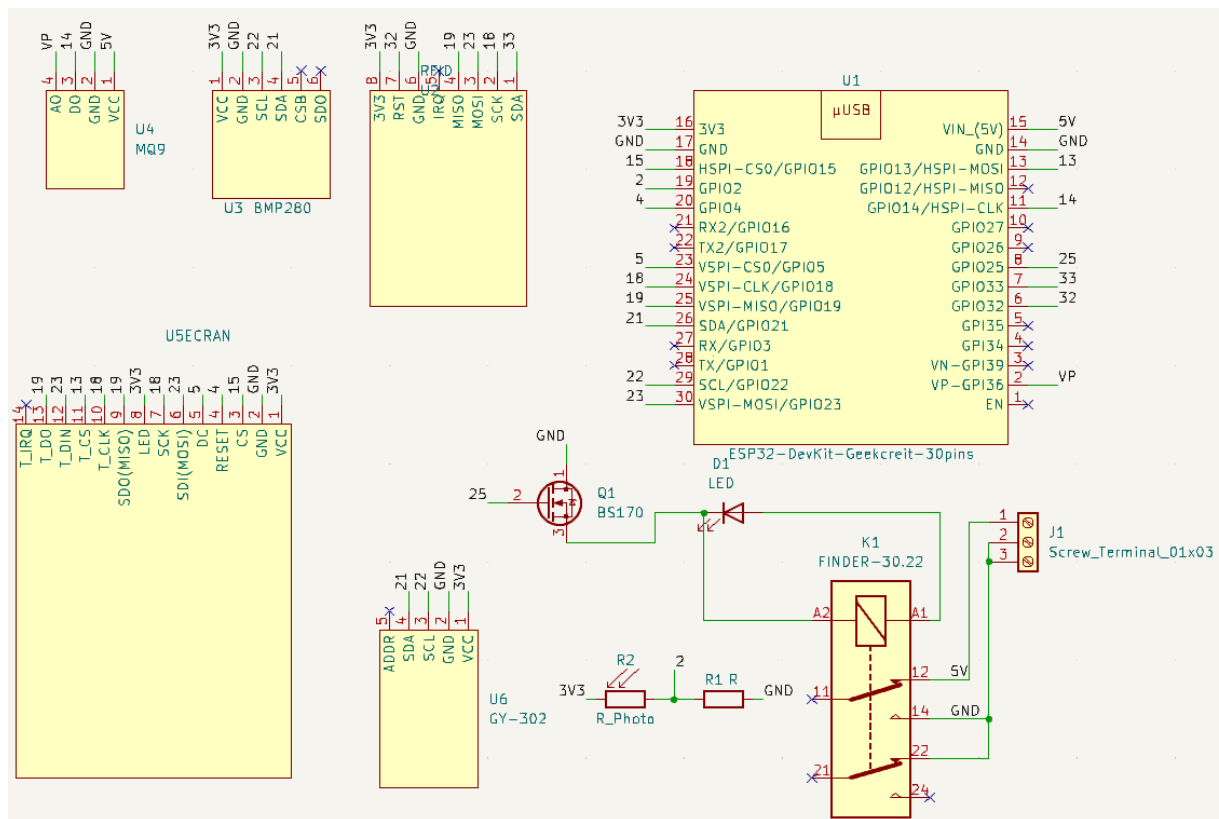 VP
14
GND
5V
4
3
2
1
AO
DO
GND
VCC
U4
MQ9
3V3
GND
22
21
1
2
3
4
5
6
VCC
GND
SCL
SDA
CSB
SDO
U3 BMP280
3V3
32
GND
19
23
18
33
RFID
8
7
6
5
4
3
2
1
3V3
RST
GND
IRQ
MISO
MOSI
SCK
SDA
U1
µUSB
3V3 16 3V3
GND 17 GND
15 18 HSPI-CS0/GPIO15
2 19 GPIO2
4 20 GPIO4
21 RX2/GPIO16
22 TX2/GPIO17
5 23 VSPI-CS0/GPIO5
18 24 VSPI-CLK/GPIO18
19 25 VSPI-MISO/GPIO19
21 26 SDA/GPIO21
27 RX/GPIO3
28 TX/GPIO1
22 29 SCL/GPIO22
23 30 VSPI-MOSI/GPIO23
VIN_(5V) 15 5V
GND 14 GND
GPIO13/HSPI-MOSI 13 13
GPIO12/HSPI-MISO 12
GPIO14/HSPI-CLK 11 14
GPIO27 10
GPIO26 9
GPIO25 8 25
GPIO33 7 33
GPIO32 6 32
GPI35 5
GPI34 4
VN-GPI39 3
VP-GPI36 2 VP
EN 1
ESP32-DevKit-Geekcreit-30pins
U5ECRAN
19
23
13
18
19
3V3
18
23
5
4
15
GND
3V3
14
13
12
11
10
9
8
7
6
5
4
3
2
1
T_IRQ
T_DO
T_DIN
T_CS
T_CLK
SDO(MISO)
LED
SCK
SDI(MOSI)
DC
RESET
CS
GND
VCC
GND
1
25 2
3
Q1
BS170
D1
LED
K1
FINDER-30.22
A2
A1
12 5V
11
14 GND
22
21
24
1
2
3
J1
Screw_Terminal_01x03
21
22
GND
3V3
5
4
3
2
1
ADDR
SDA
SCL
GND
VCC
U6
GY-302
R2
3V3
R_Photo
2
R1 R
GND